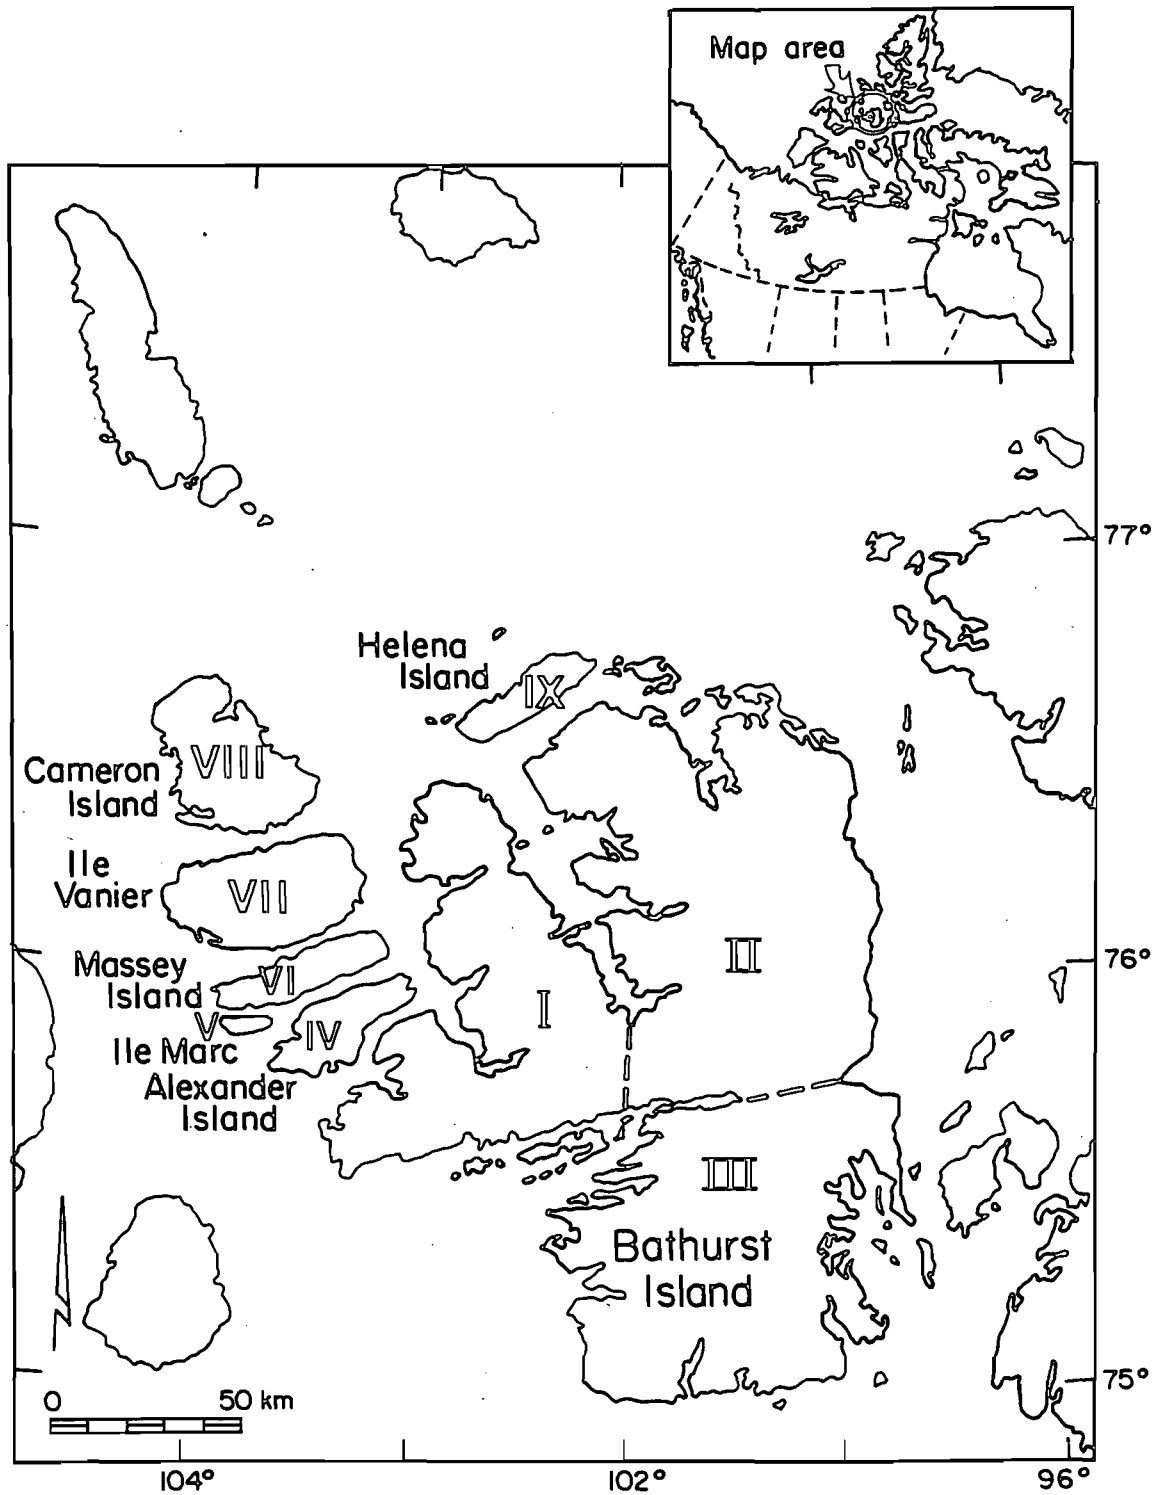 Map area
77°
Helena
Island
IX
VIII
Cameron
Island
Ile
Vanier
VII
II
76°
Massey
Island
VI
I
V
IV
Ile Marc
Alexander
Island
III
Bathurst
Island
75°
0 50 km
104° 102° 96°